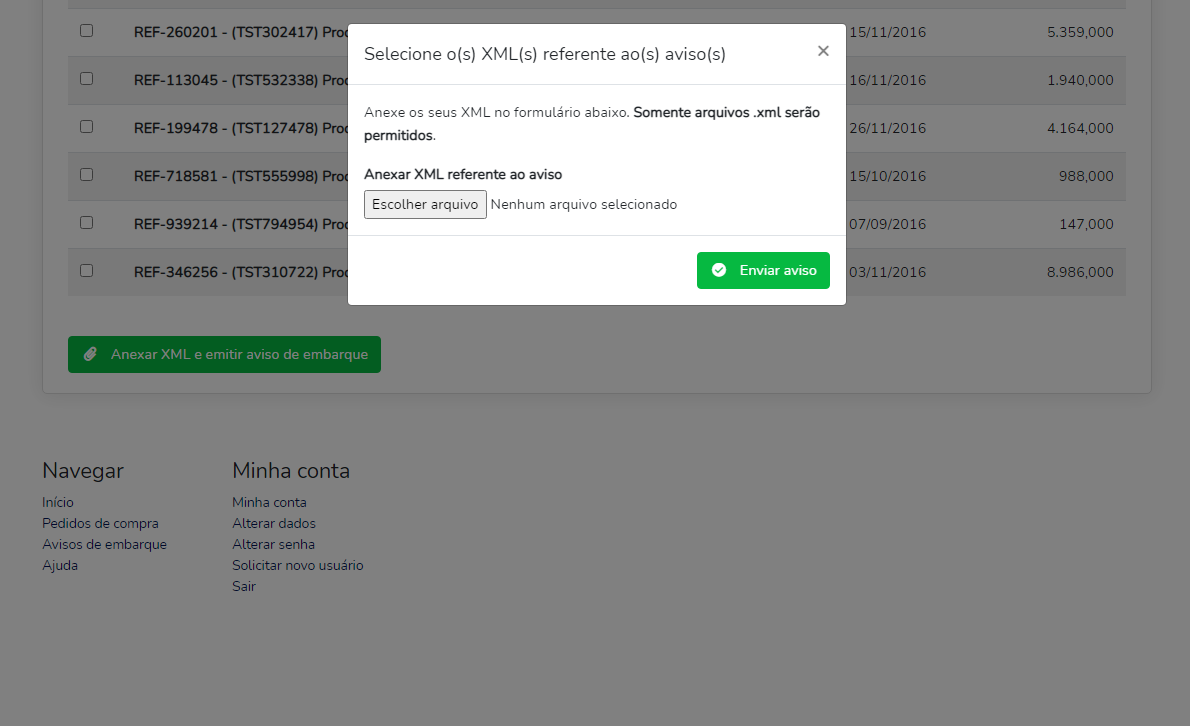 REF-260201 - (TST302417) Proc 15/11/2016 5.359,000
REF-113045 - (TST532338) Proc 16/11/2016 1.940,000
REF-199478 - (TST127478) Proc 26/11/2016 4.164,000
REF-718581 - (TST555998) Proc 15/10/2016 988,000
REF-939214 - (TST794954) Proc 07/09/2016 147,000
REF-346256 - (TST310722) Proc 03/11/2016 8.986,000
Selecione o(s) XML(s) referente ao(s) aviso(s) ×
Anexe os seus XML no formulário abaixo. Somente arquivos .xml serão
permitidos.
Anexar XML referente ao aviso
Escolher arquivo Nenhum arquivo selecionado
Enviar aviso
Anexar XML e emitir aviso de embarque
Navegar
Início
Pedidos de compra
Avisos de embarque
Ajuda
Minha conta
Minha conta
Alterar dados
Alterar senha
Solicitar novo usuário
Sair